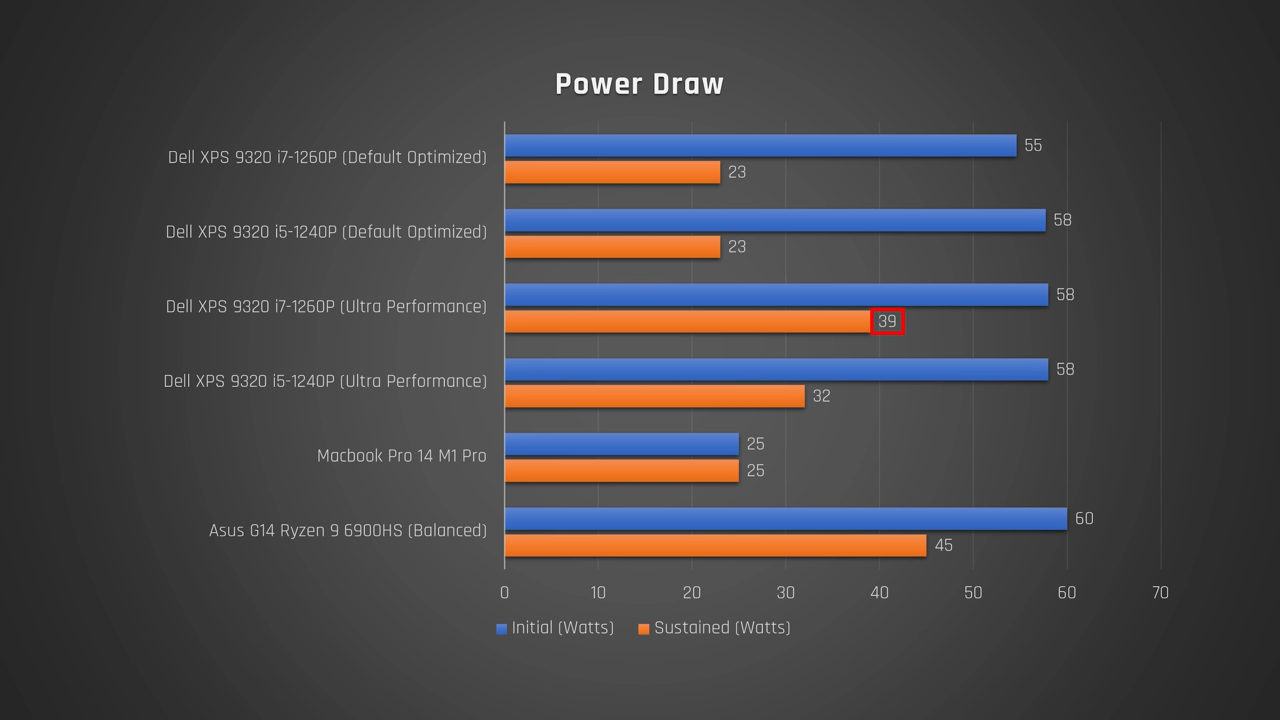 Power Draw
Dell XPS 9320 i7-1260P (Default Optimized)
55
23
Dell XPS 9320 i5-1240P (Default Optimized)
58
23
Dell XPS 9320 i7-1260P (Ultra Performance)
58
39
Dell XPS 9320 i5-1240P (Ultra Performance)
58
32
Macbook Pro 14 M1 Pro
25
25
Asus G14 Ryzen 9 6900HS (Balanced)
60
45
0 10 20 30 40 50 60 70
Initial (Watts) Sustained (Watts)